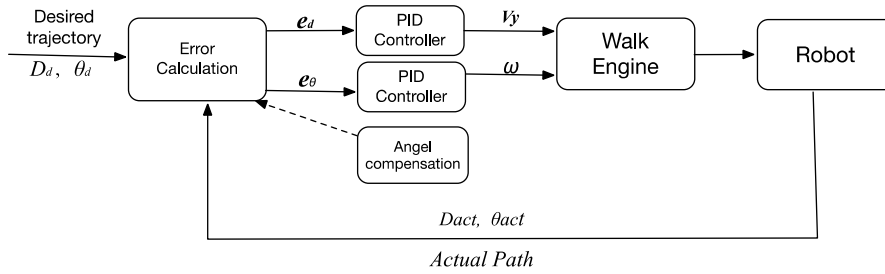 Desired
trajectory
Dd, θd
Error
Calculation
ed
eθ
PID
Controller
PID
Controller
Vy
ω
Walk
Engine
Robot
Angel
compensation
Dact, θact
Actual Path